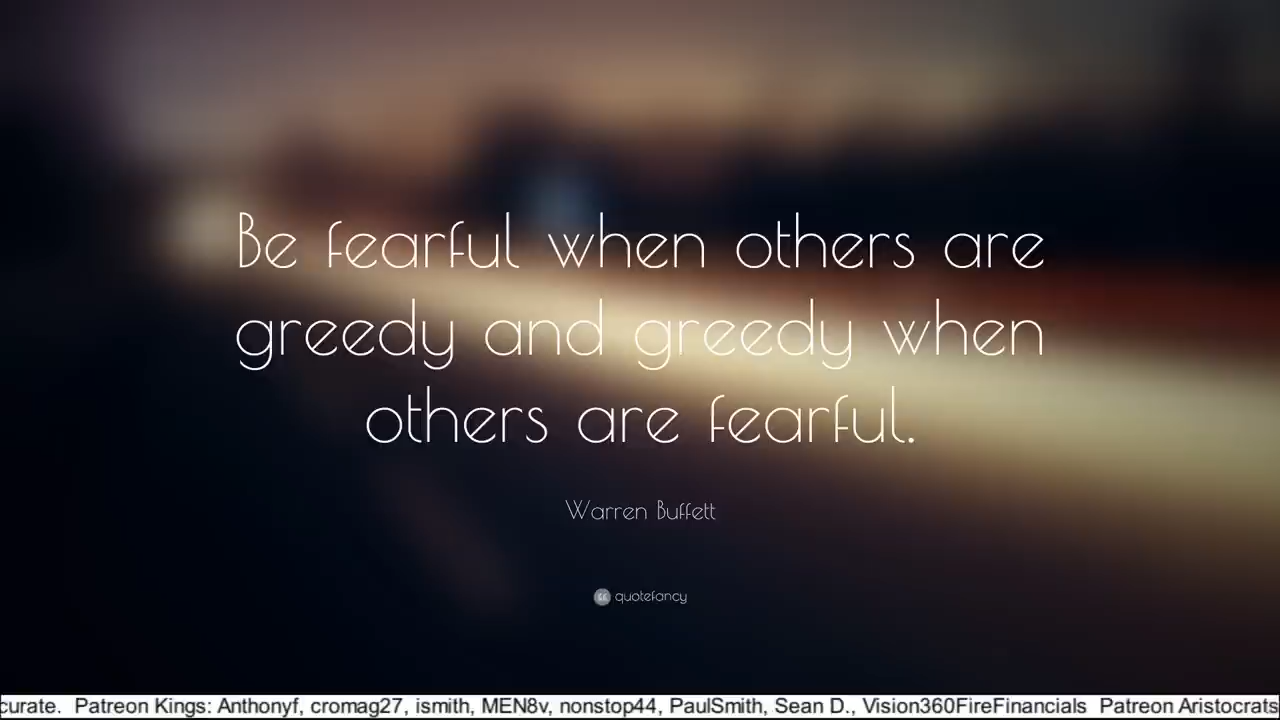 Be fearful when others are
greedy and greedy when
others are fearful.
Warren Buffett
quotefancy
curate. Patreon Kings: Anthonyf, cromag27, ismith, MEN8v, nonstop44, PaulSmith, Sean D., Vision360FireFinancials Patreon Aristocrats